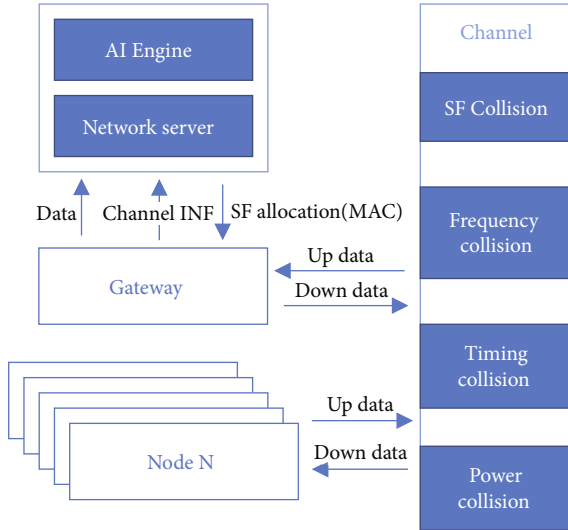 AI Engine
Network server
Data
Channel INF
SF allocation(MAC)
Gateway
Up data
Down data
Node N
Up data
Down data
Channel
SF Collision
Frequency
collision
Timing
collision
Power
collision